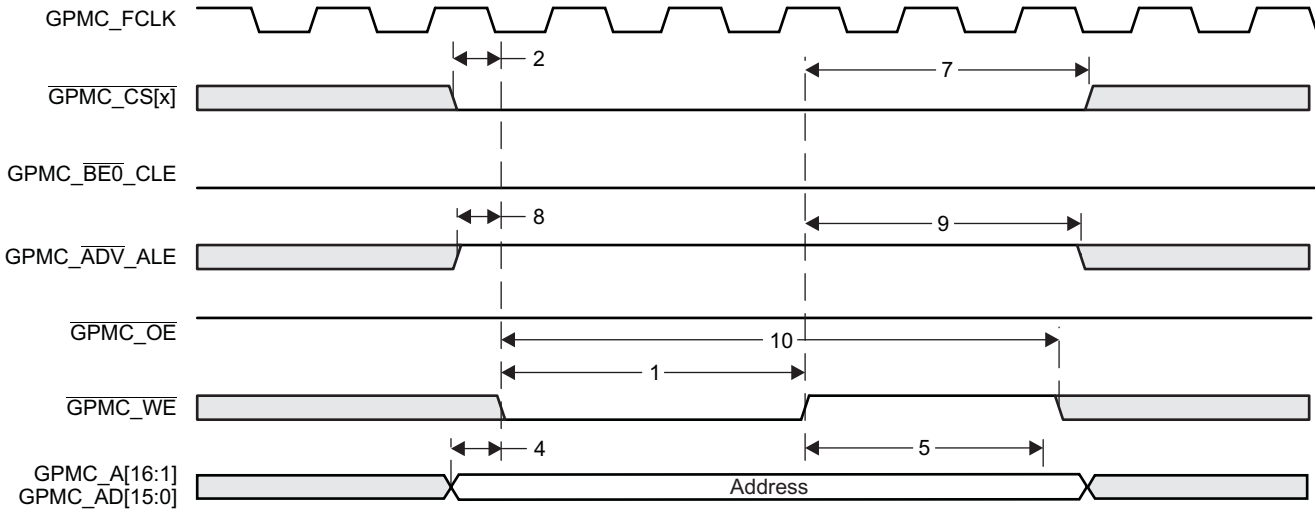 GPMC_FCLK
2
7
GPMC_CS[x]
GPMC_BE0_CLE
8
9
GPMC_ADV_ALE
GPMC_OE
10
1
GPMC_WE
4
5
GPMC_A[16:1]
GPMC_AD[15:0]
Address